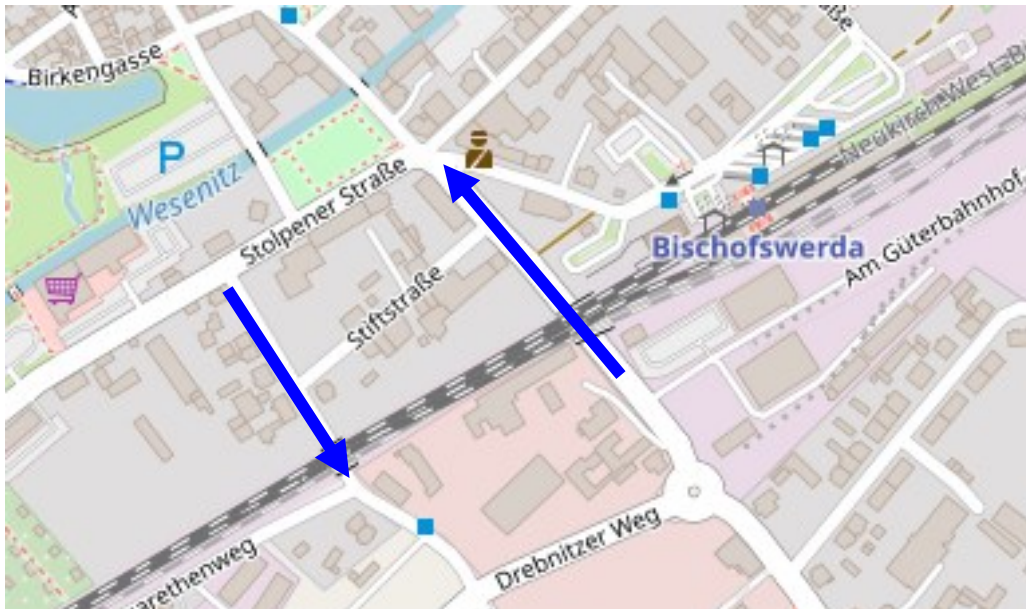 Birkengasse
P
Wesenitz
Stolpener Straße
Stiftstraße
Bischofswerda
Am Güterbahnhof
Drebnitzer Weg